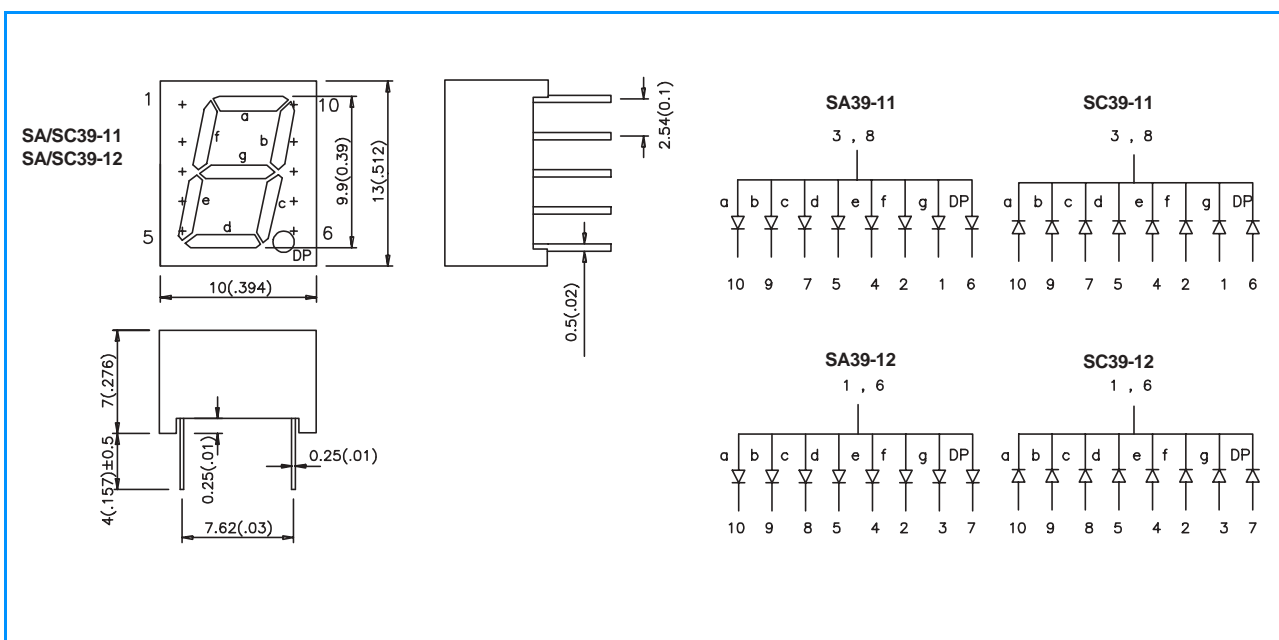 SA/SC39-11
SA/SC39-12
1
10
5
6
a
f
b
g
e
c
d
DP
9.9(0.39)
13(.512)
10(.394)
2.54(0.1)
0.5(.02)
7(.276)
4(.157)±0.5
0.25(.01)
0.25(.01)
7.62(.03)
SA39-11
3 , 8
a b c d e f g DP
10 9 7 5 4 2 1 6
SC39-11
3 , 8
a b c d e f g DP
10 9 7 5 4 2 1 6
SA39-12
1 , 6
a b c d e f g DP
10 9 8 5 4 2 3 7
SC39-12
1 , 6
a b c d e f g DP
10 9 8 5 4 2 3 7